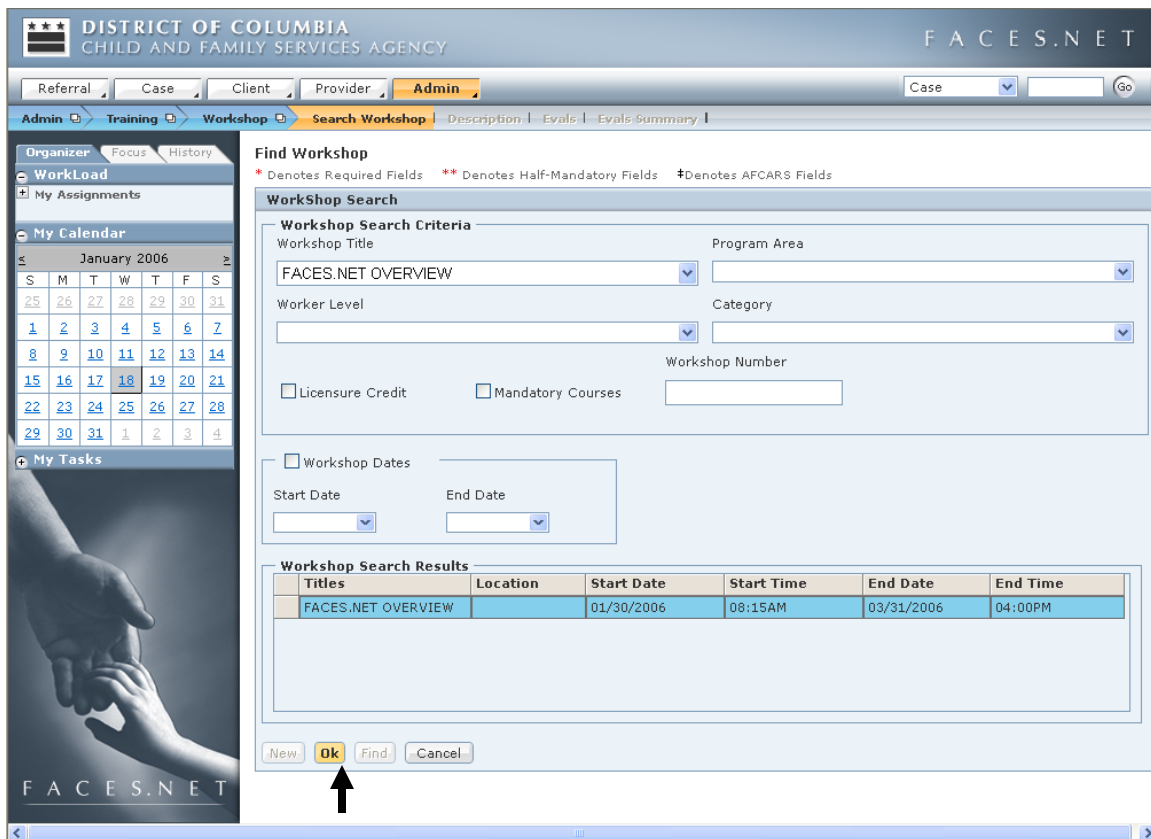 DISTRICT OF COLUMBIA
CHILD AND FAMILY SERVICES AGENCY
FACES.NET
Referral Case Client Provider Admin Case Go
Admin Training Workshop Search Workshop Description Evals Evals Summary
Organizer Focus History
WorkLoad
My Assignments
My Calendar
< January 2006 >
S M T W T F S
25 26 27 28 29 30 31
1 2 3 4 5 6 7
8 9 10 11 12 13 14
15 16 17 18 19 20 21
22 23 24 25 26 27 28
29 30 31 1 2 3 4
My Tasks
FACES.NET
Find Workshop
* Denotes Required Fields ** Denotes Half-Mandatory Fields ‡Denotes AFCARS Fields
WorkShop Search
Workshop Search Criteria
Workshop Title Program Area
FACES.NET OVERVIEW
Worker Level Category
Workshop Number
Licensure Credit Mandatory Courses
Workshop Dates
Start Date End Date
Workshop Search Results
Titles Location Start Date Start Time End Date End Time
FACES.NET OVERVIEW 01/30/2006 08:15AM 03/31/2006 04:00PM
New Ok Find Cancel